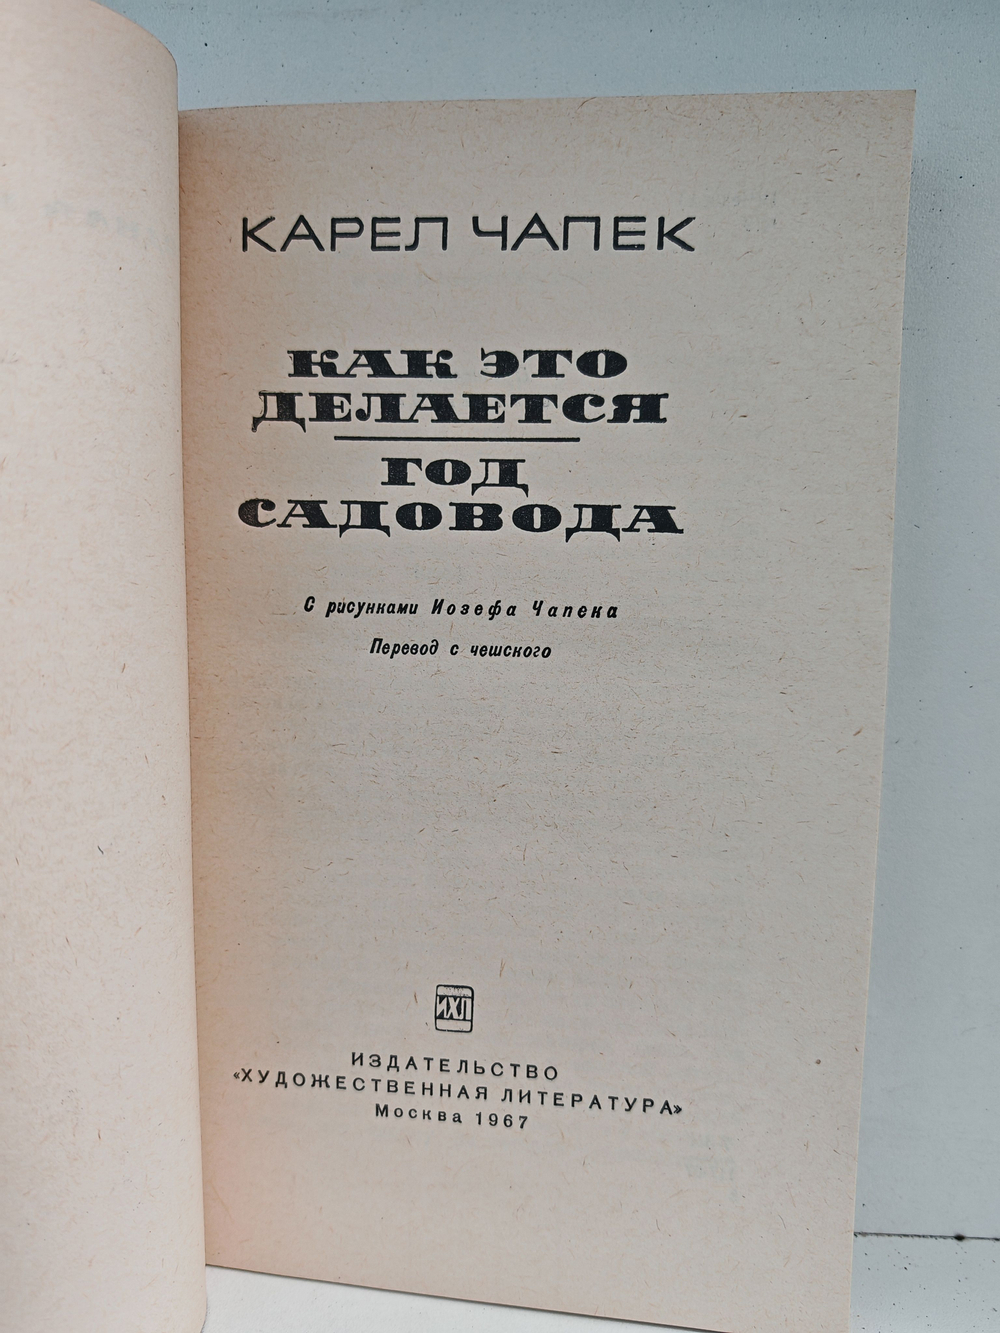 КАРЕЛ ЧАПЕК
КАК ЭТО
ДЕЛАЕТСЯ
ГОД
САДОВОДА
С рисунками Иозефа Чапека
Перевод с чешского
ИХЛ
ИЗДАТЕЛЬСТВО
«ХУДОЖЕСТВЕННАЯ ЛИТЕРАТУРА»
Москва 1967